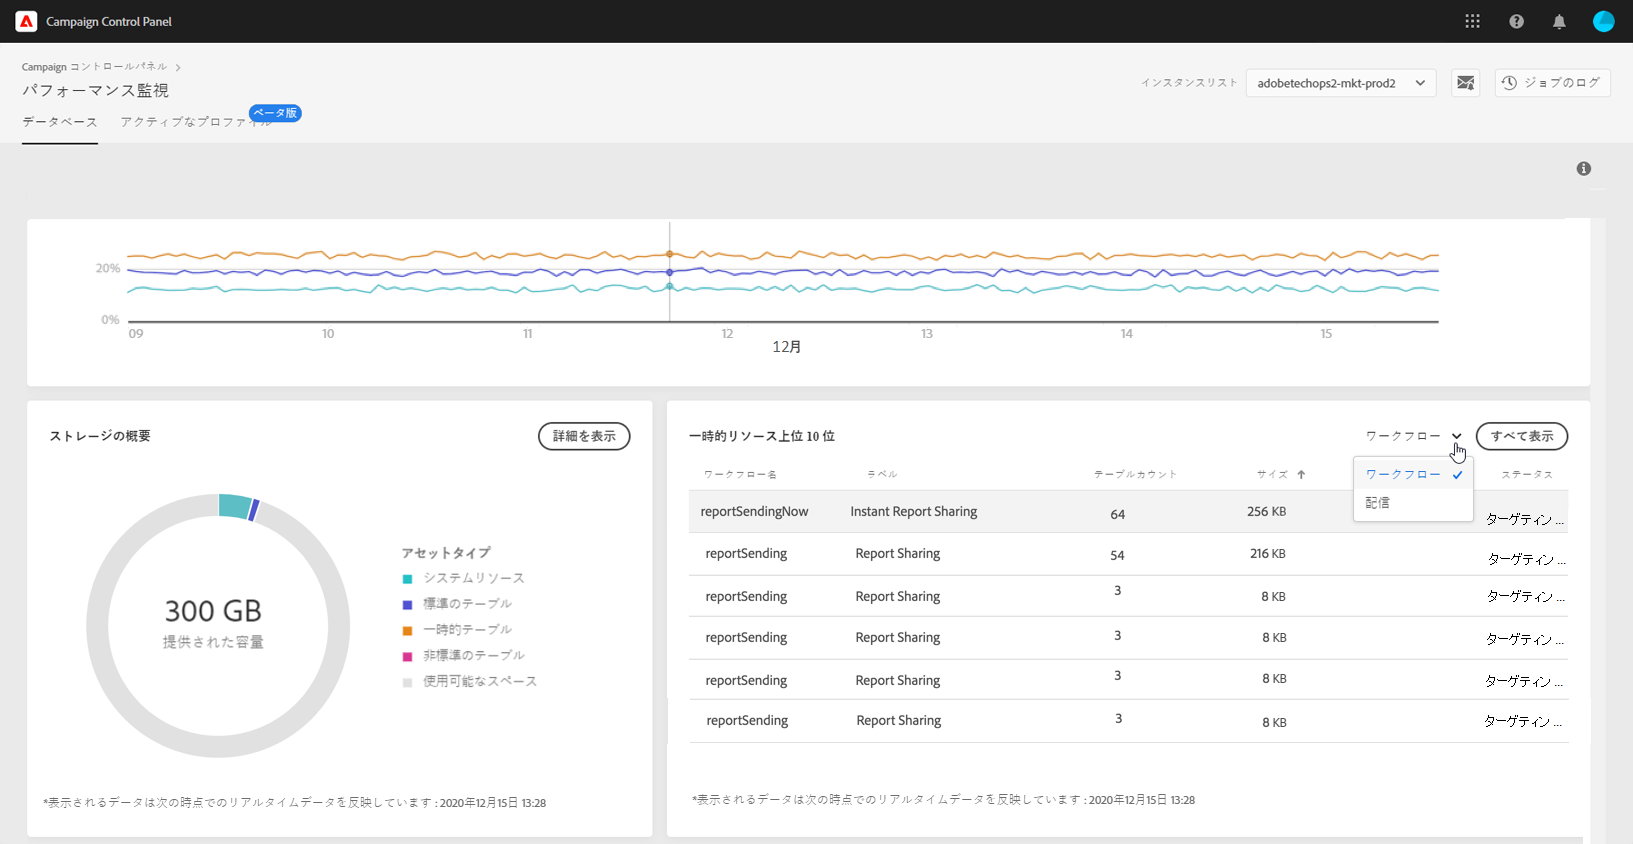 Campaign Control Panel
Campaign コントロールパネル
パフォーマンス監視
インスタンスリスト
adobetechops2-mkt-prod2
ジョブのログ
データベース
アクティブなプロファイル
ベータ版
20%
0%
09 10 11 12 13 14 15
12月
ストレージの概要
詳細を表示
300 GB
提供された容量
アセットタイプ
システムリソース
標準のテーブル
一時的テーブル
非標準のテーブル
使用可能なスペース
*表示されるデータは次の時点でのリアルタイムデータを反映しています : 2020年12月15日 13:28
一時的リソース上位 10 位
ワークフロー
すべて表示
ワークフロー
配信
ワークフロー名 ラベル テーブルカウント サイズ ステータス
reportSendingNow Instant Report Sharing 64 256 KB ターゲティン ...
reportSending Report Sharing 54 216 KB ターゲティン ...
reportSending Report Sharing 3 8 KB ターゲティン ...
reportSending Report Sharing 3 8 KB ターゲティン ...
reportSending Report Sharing 3 8 KB ターゲティン ...
reportSending Report Sharing 3 8 KB ターゲティン ...
*表示されるデータは次の時点でのリアルタイムデータを反映しています : 2020年12月15日 13:28